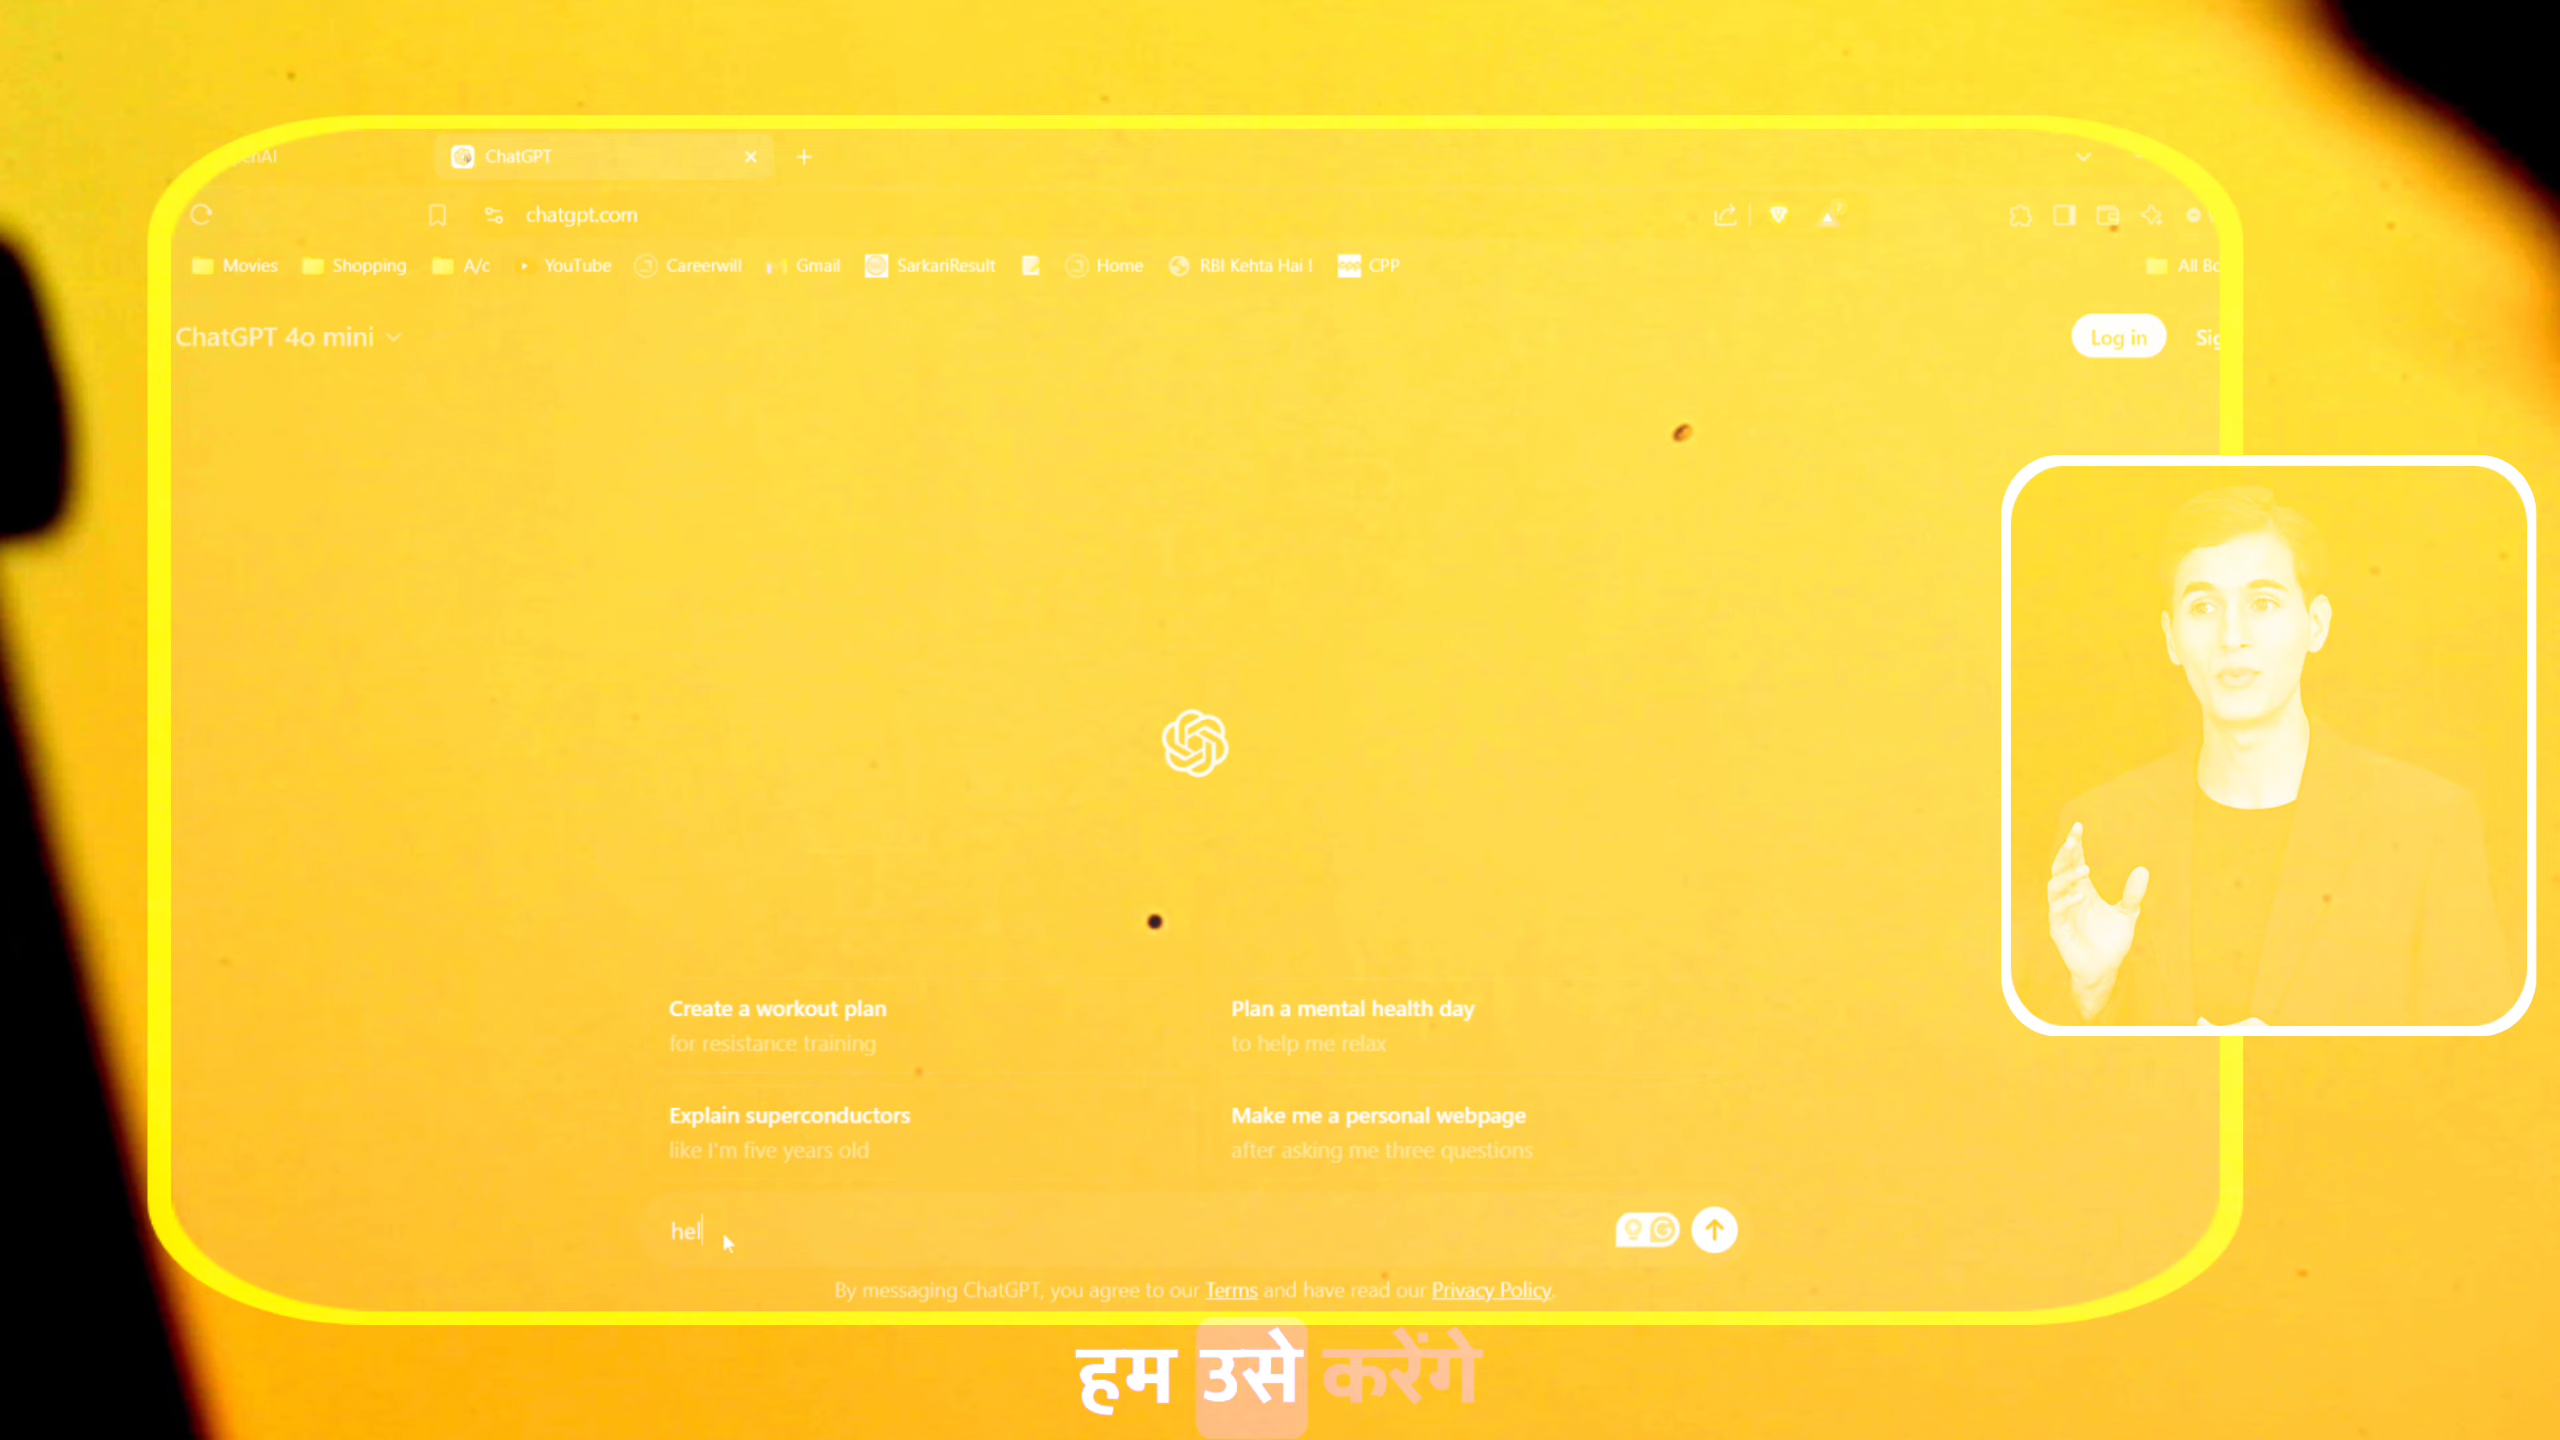 ChatGPT
chatgpt.com
Movies Shopping A/c YouTube Careerwill Gmail SarkariResult Home RBI Kehta Hai ! CPP All
ChatGPT 4o mini Log in
Create a workout plan
for resistance training
Plan a mental health day
to help me relax
Explain superconductors
like I'm five years old
Make me a personal webpage
after asking me three questions
hel
By messaging ChatGPT, you agree to our Terms and have read our Privacy Policy.
हम उसे करेंगे